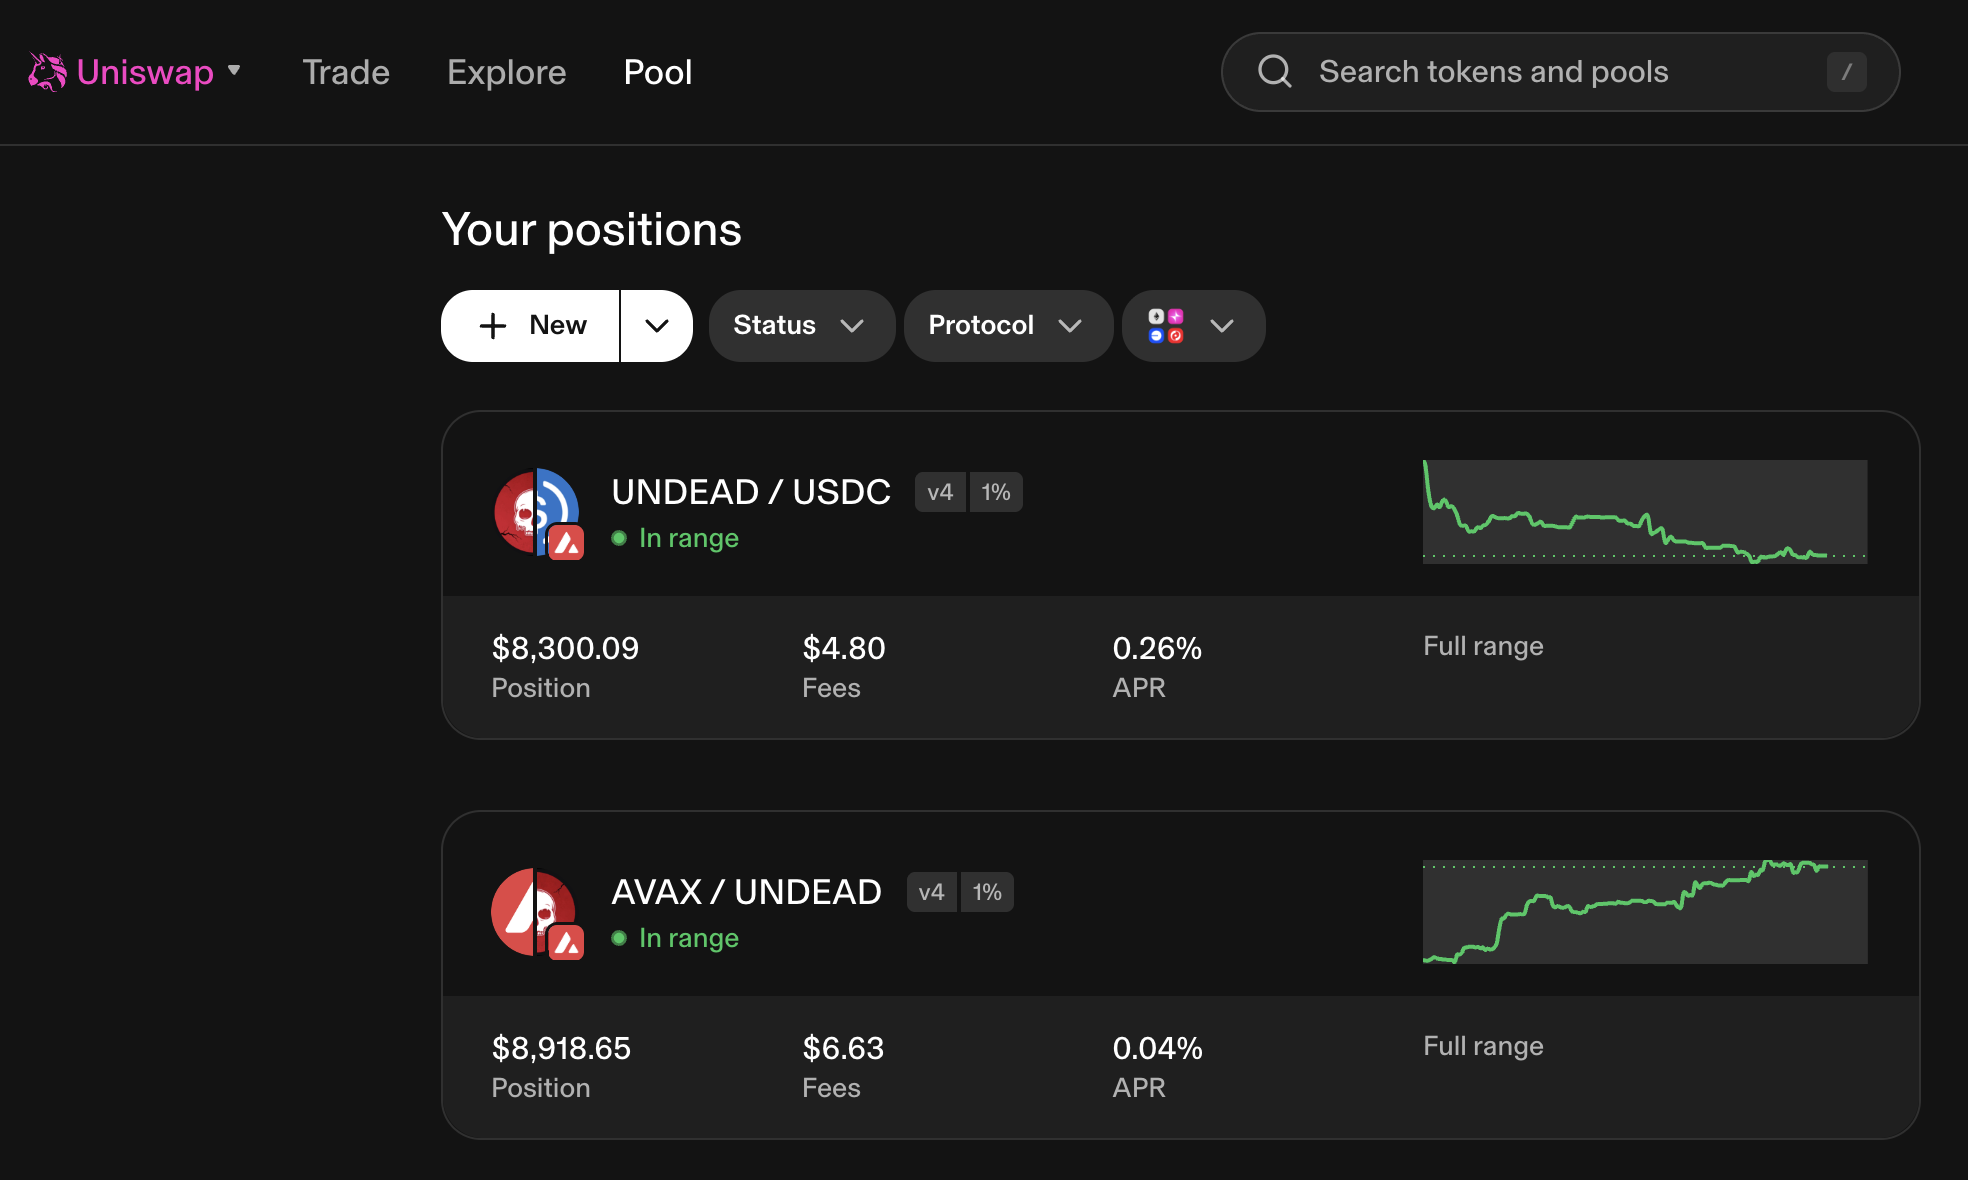 Uniswap Trade Explore Pool Search tokens and pools /
Your positions
New Status Protocol
UNDEAD / USDC v4 1%
In range
$8,300.09 $4.80 0.26% Full range
Position Fees APR
AVAX / UNDEAD v4 1%
In range
$8,918.65 $6.63 0.04% Full range
Position Fees APR